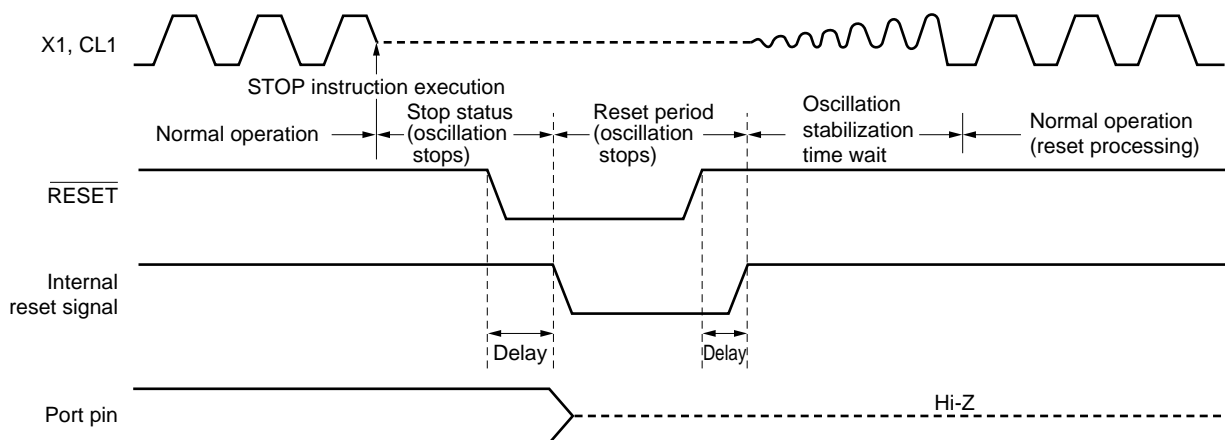 X1, CL1
STOP instruction execution
Normal operation
Stop status
(oscillation
stops)
Reset period
(oscillation
stops)
Oscillation
stabilization
time wait
Normal operation
(reset processing)
RESET
Internal
reset signal
Delay
Delay
Port pin
Hi-Z